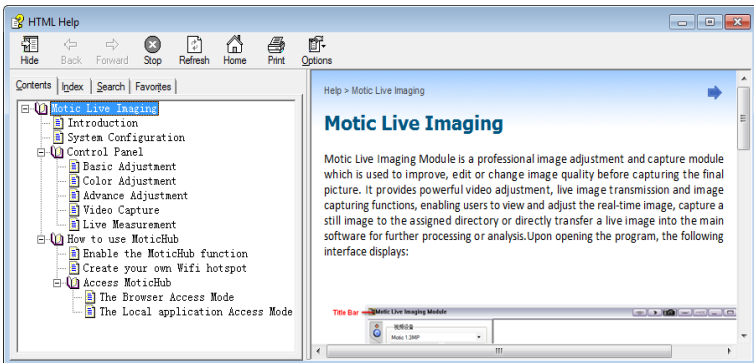 HTML Help
Hide Back Forward Stop Refresh Home Print Options
Contents Index Search Favorites
Motic Live Imaging
Introduction
System Configuration
Control Panel
Basic Adjustment
Color Adjustment
Advance Adjustment
Video Capture
Live Measurement
How to use MoticHub
Enable the MoticHub function
Create your own Wifi hotspot
Access MoticHub
The Browser Access Mode
The Local application Access Mode
Help > Motic Live Imaging
Motic Live Imaging
Motic Live Imaging Module is a professional image adjustment and capture module
which is used to improve, edit or change image quality before capturing the final
picture. It provides powerful video adjustment, live image transmission and image
capturing functions, enabling users to view and adjust the real-time image, capture a
still image to the assigned directory or directly transfer a live image into the main
software for further processing or analysis.Upon opening the program, the following
interface displays:
Title Bar
Motic Live Imaging Module
视频设备
Motic 1.3MP